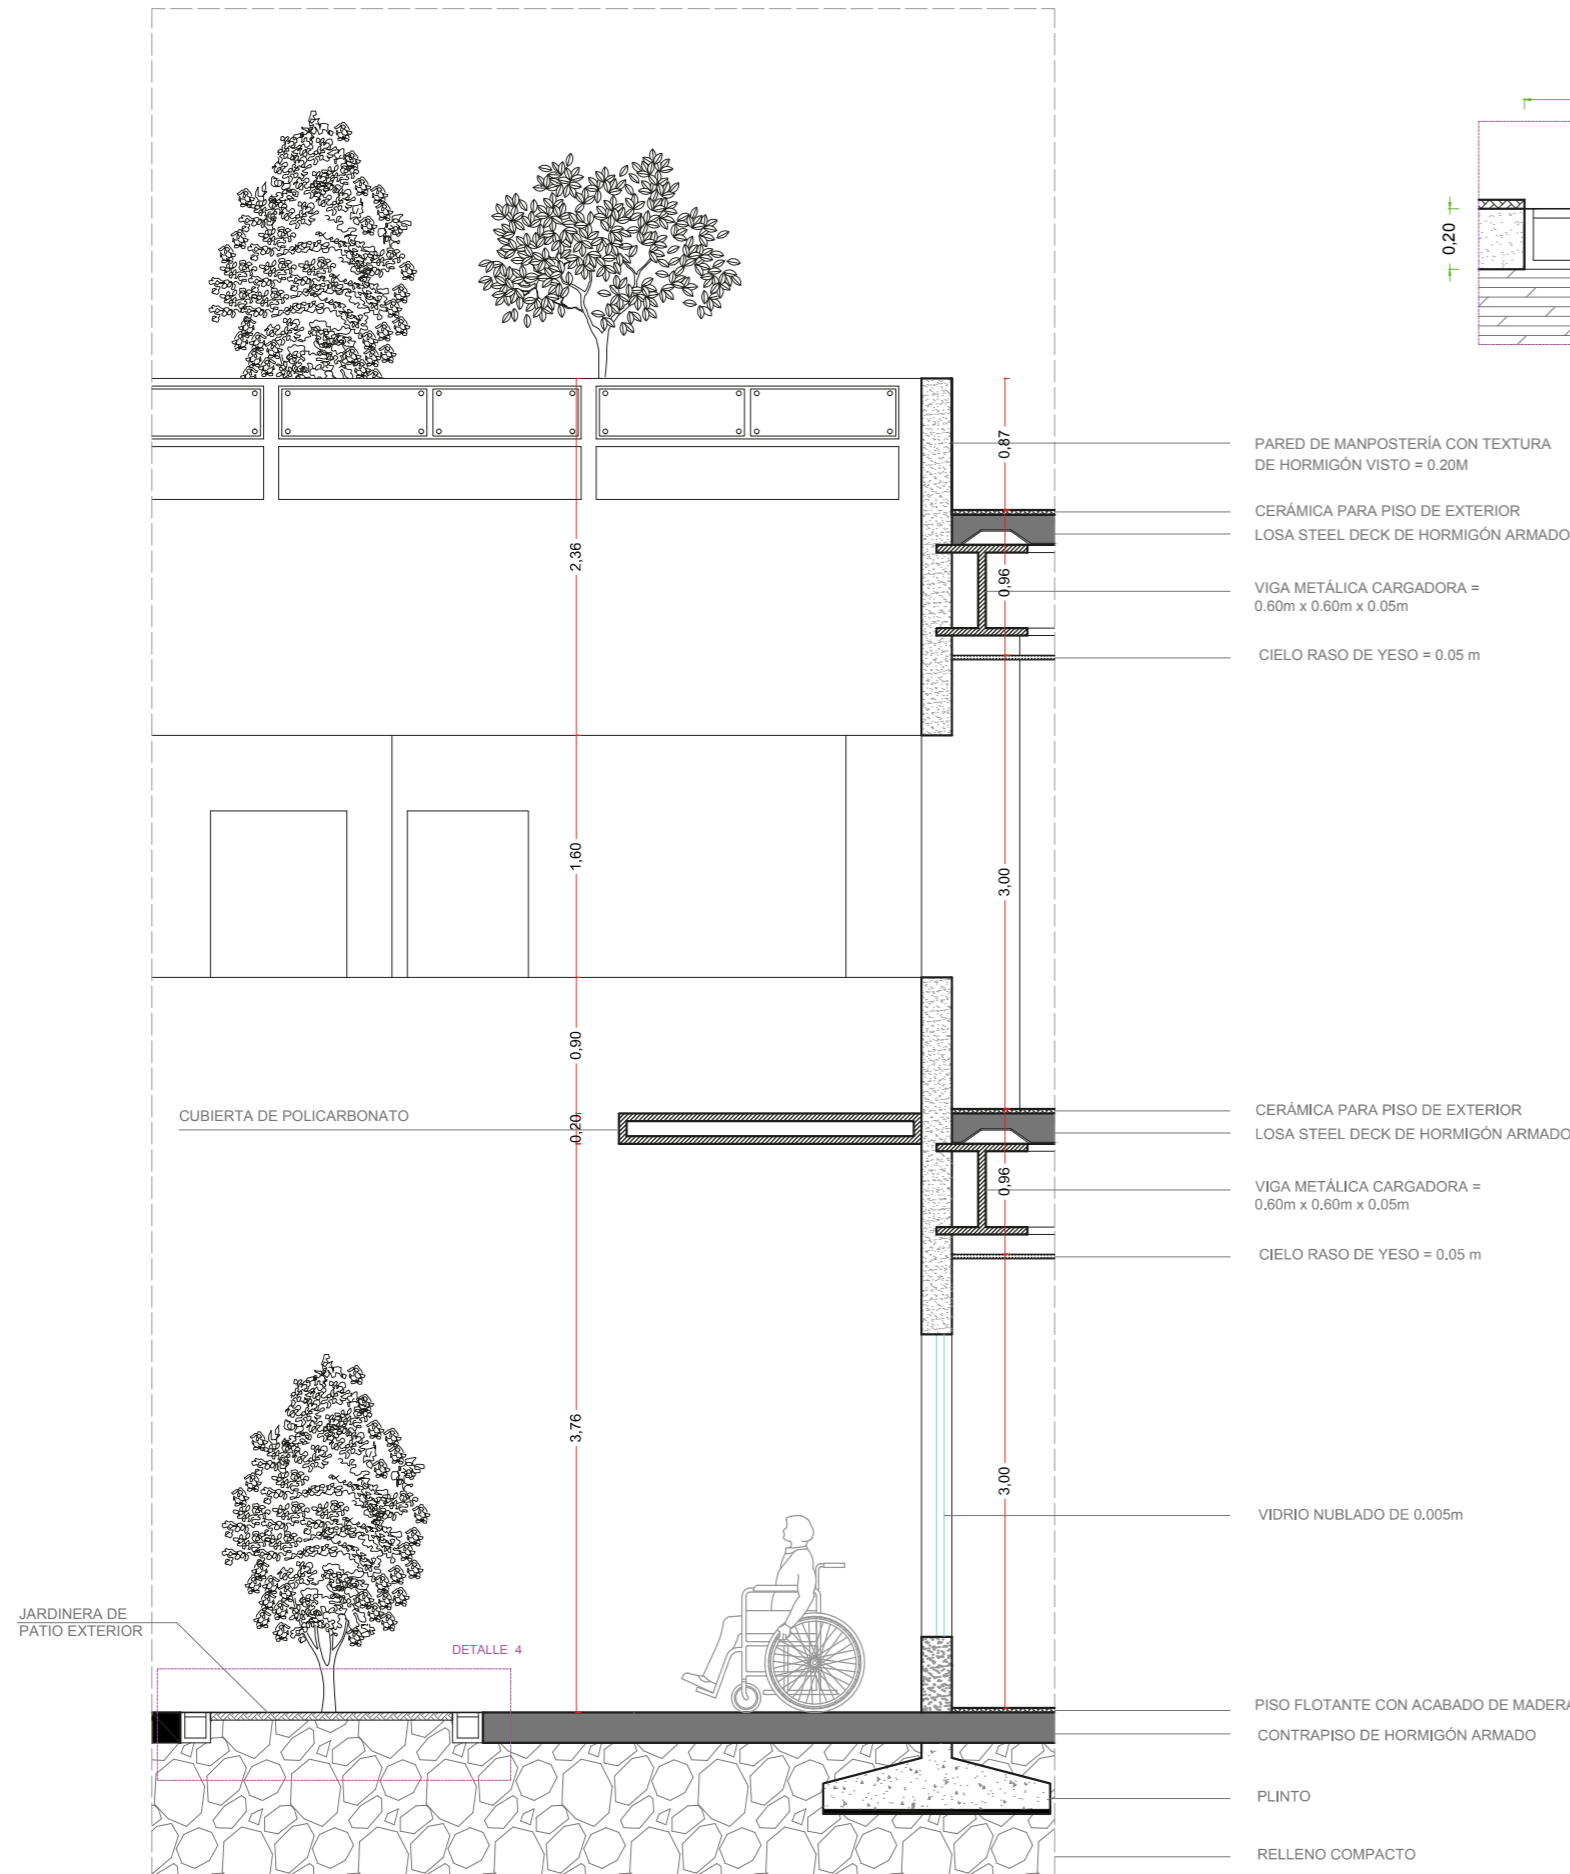 0,20
PARED DE MANPOSTERÍA CON TEXTURA
DE HORMIGÓN VISTO = 0.20M
0,87
CERÁMICA PARA PISO DE EXTERIOR
LOSA STEEL DECK DE HORMIGÓN ARMADO
2,36
0,96
VIGA METÁLICA CARGADORA =
0.60m x 0.60m x 0.05m
CIELO RASO DE YESO = 0.05 m
1,60
3,00
0,90
CUBIERTA DE POLICARBONATO
0,20
CERÁMICA PARA PISO DE EXTERIOR
LOSA STEEL DECK DE HORMIGÓN ARMADO
0,96
VIGA METÁLICA CARGADORA =
0.60m x 0.60m x 0.05m
CIELO RASO DE YESO = 0.05 m
3,76
3,00
VIDRIO NUBLADO DE 0.005m
JARDINERA DE
PATIO EXTERIOR
DETALLE 4
PISO FLOTANTE CON ACABADO DE MADERA
CONTRAPISO DE HORMIGÓN ARMADO
PLINTO
RELLENO COMPACTO